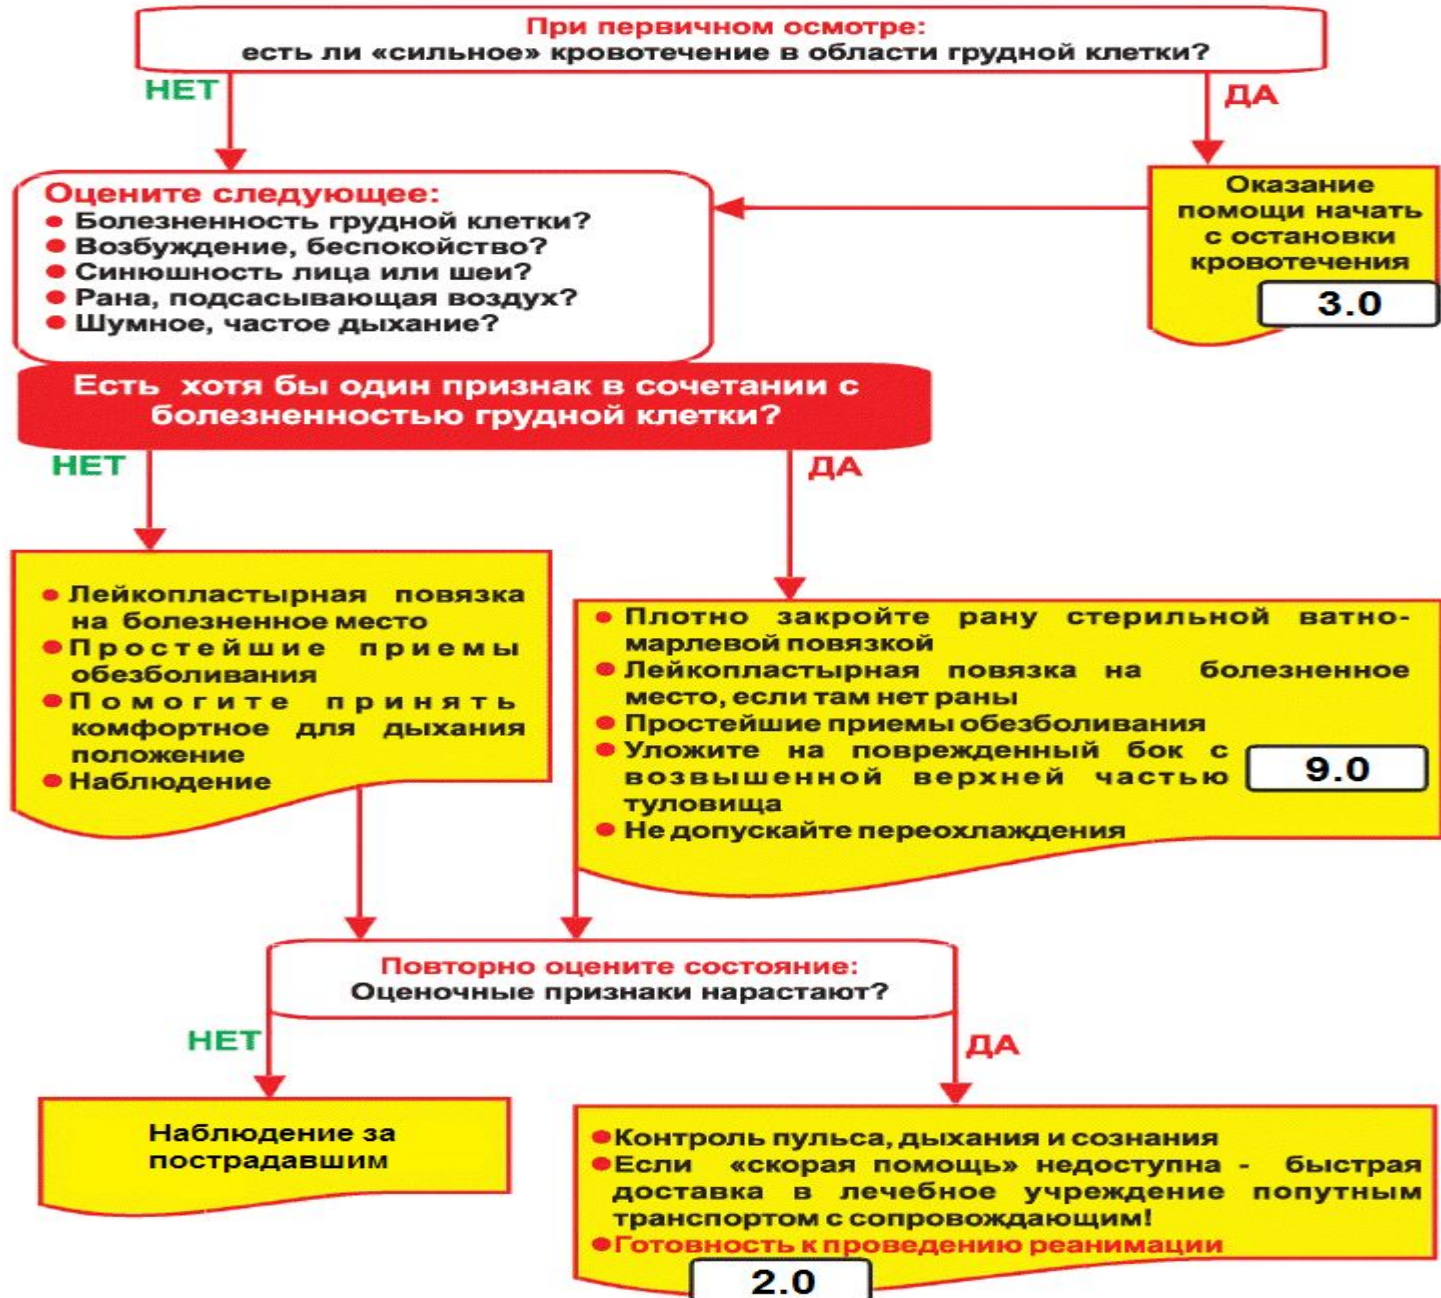 При первичном осмотре:
есть ли «сильное» кровотечение в области грудной клетки?
НЕТ
ДА
Оцените следующее:
● Болезненность грудной клетки?
● Возбуждение, беспокойство?
● Синюшность лица или шеи?
● Рана, подсасывающая воздух?
● Шумное, частое дыхание?
Оказание
помощи начать
с остановки
кровотечения
3.0
Есть хотя бы один признак в сочетании с
болезненностью грудной клетки?
НЕТ
ДА
● Лейкопластырная повязка
на болезненное место
● Простейшие приемы
обезболивания
● Помогите принять
комфортное для дыхания
положение
● Наблюдение
● Плотно закройте рану стерильной ватно-
марлевой повязкой
● Лейкопластырная повязка на болезненное
место, если там нет раны
● Простейшие приемы обезболивания
● Уложите на поврежденный бок с
возвышенной верхней частью
туловища
9.0
● Не допускайте переохлаждения
Повторно оцените состояние:
Оценочные признаки нарастают?
НЕТ
ДА
Наблюдение за
пострадавшим
● Контроль пульса, дыхания и сознания
● Если «скорая помощь» недоступна - быстрая
доставка в лечебное учреждение попутным
транспортом с сопровождающим!
● Готовность к проведению реанимации
2.0